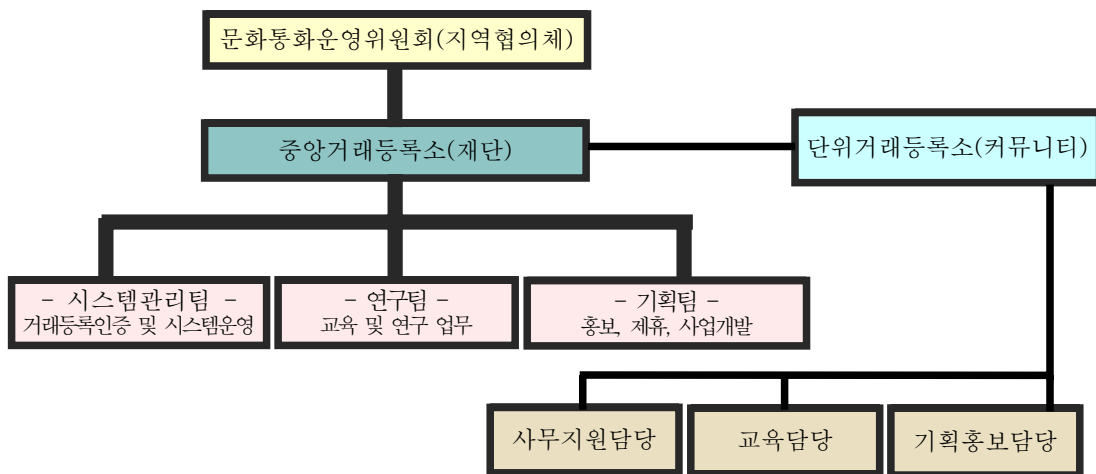 문화통화운영위원회(지역협의체)
중앙거래등록소(재단)
단위거래등록소(커뮤니티)
- 시스템관리팀 -
거래등록인증 및 시스템운영
- 연구팀 -
교육 및 연구 업무
- 기획팀 -
홍보, 제휴, 사업개발
사무지원담당
교육담당
기획홍보담당